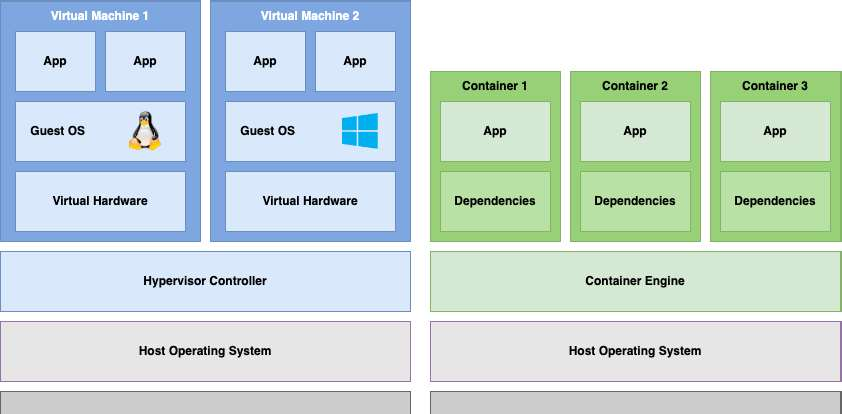 Virtual Machine 1
App
App
Guest OS
Virtual Hardware
Virtual Machine 2
App
App
Guest OS
Virtual Hardware
Hypervisor Controller
Host Operating System
Container 1
App
Dependencies
Container 2
App
Dependencies
Container 3
App
Dependencies
Container Engine
Host Operating System